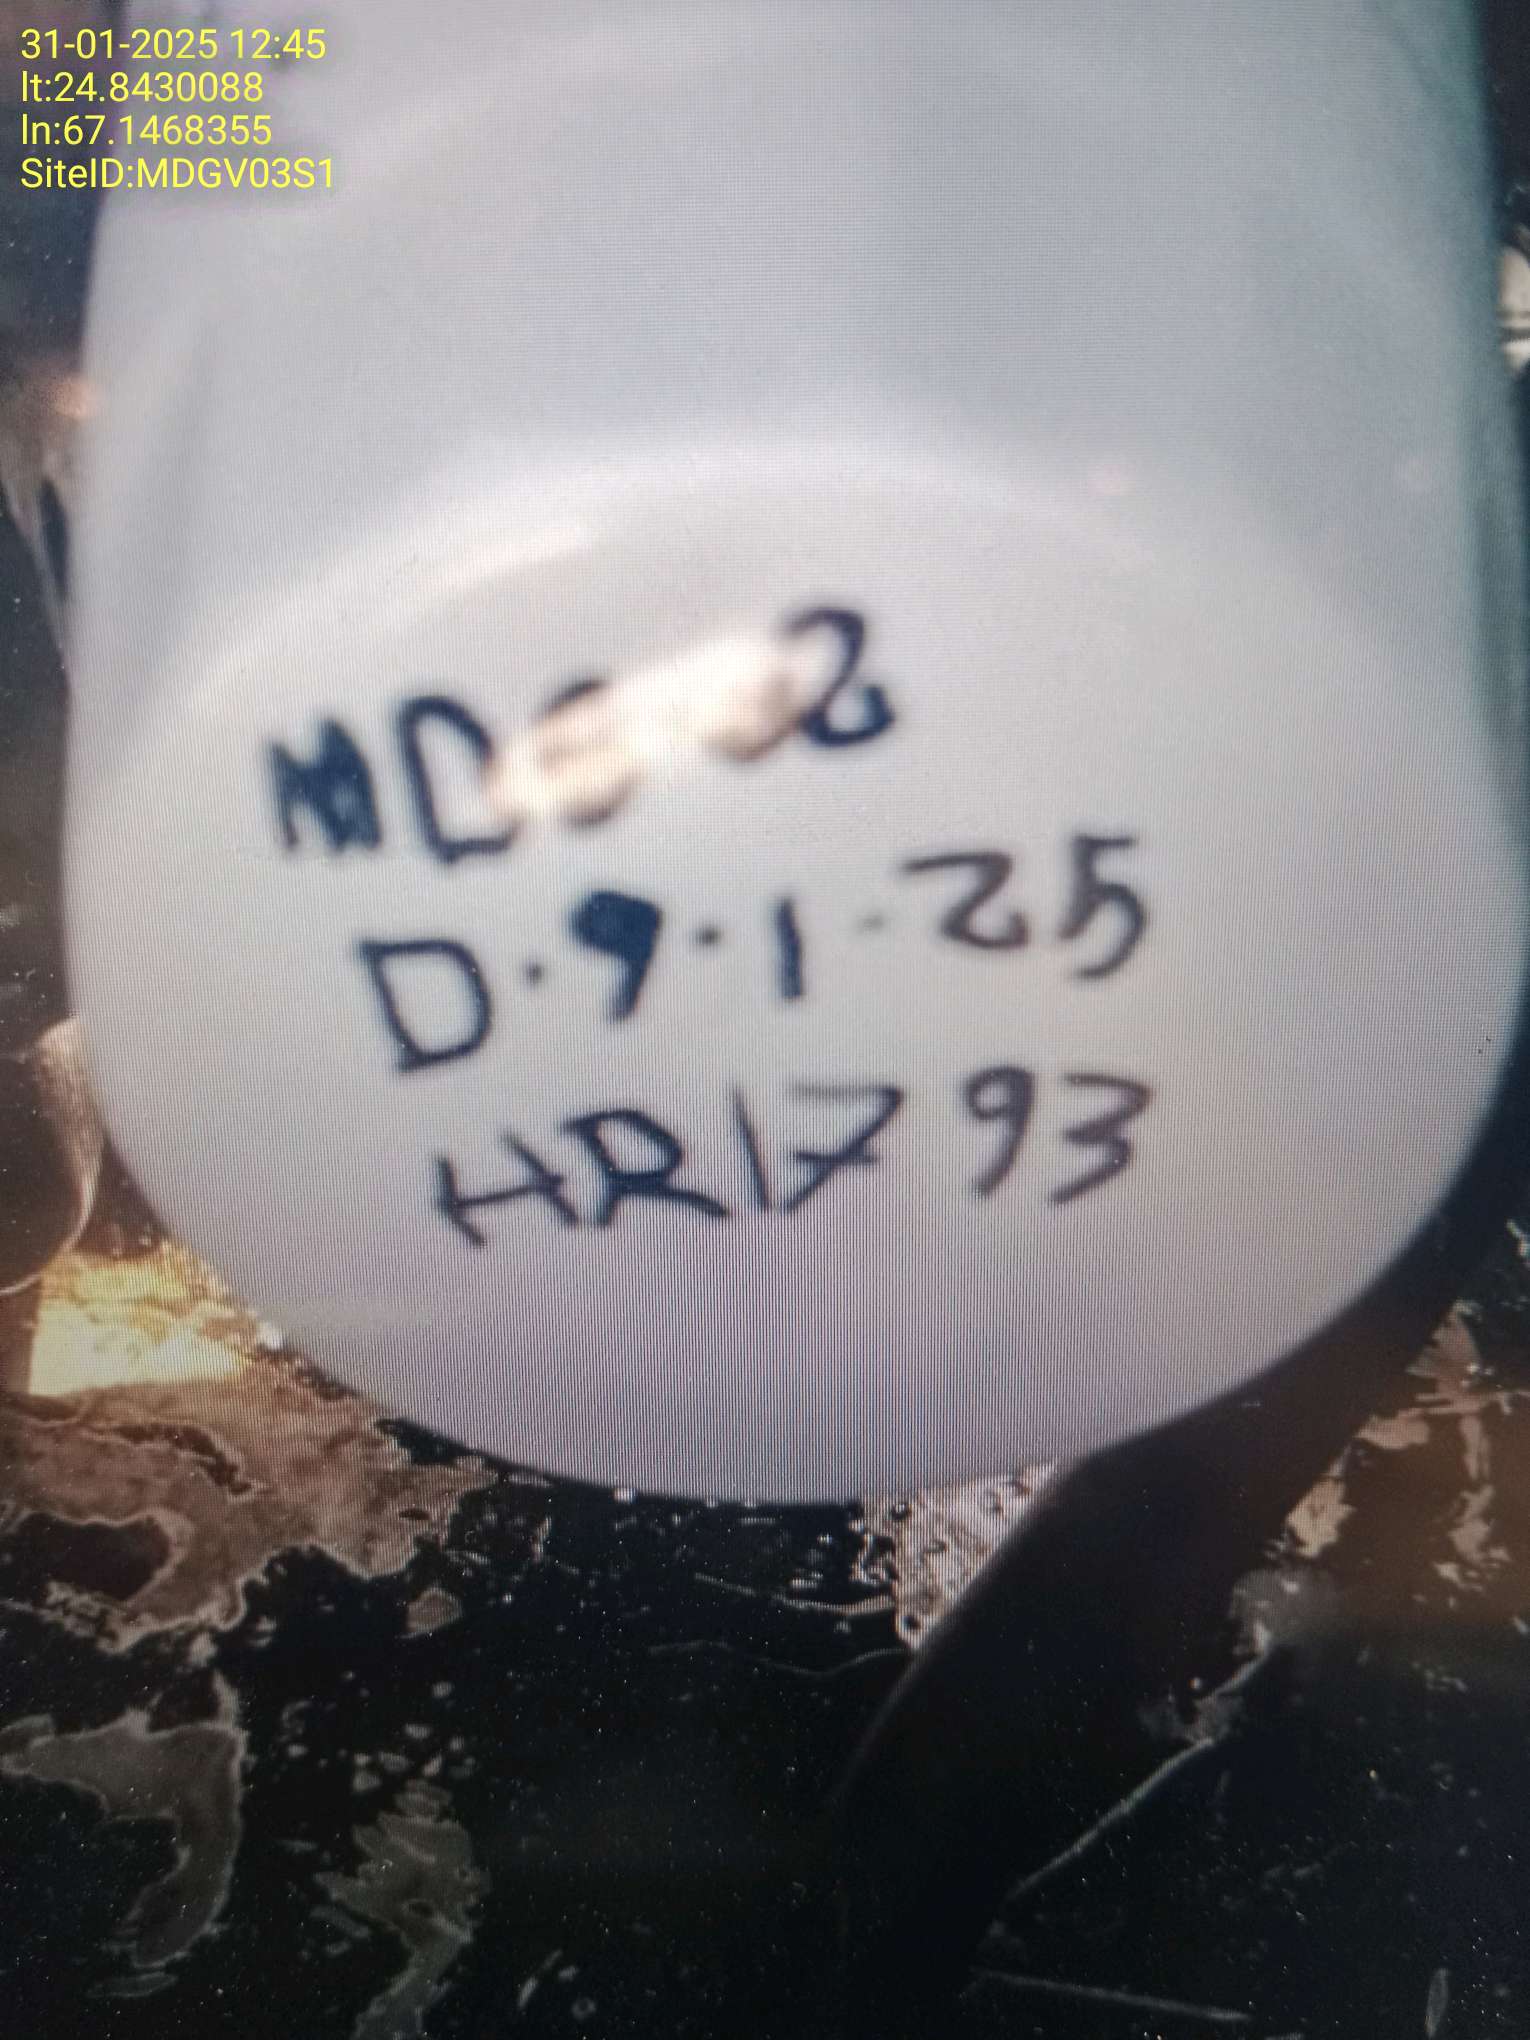 31-01-2025 12:45
lt:24.8430088
ln:67.1468355
SiteID:MDGV03S1
D.9.1.25
HR1793